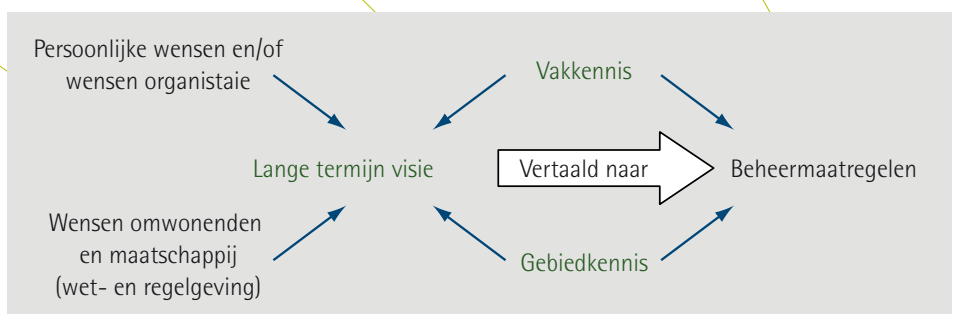 Persoonlijke wensen en/of
wensen organistaie
Vakkennis
Lange termijn visie
Vertaald naar
Beheermaatregelen
Wensen omwonenden
en maatschappij
(wet- en regelgeving)
Gebiedkennis